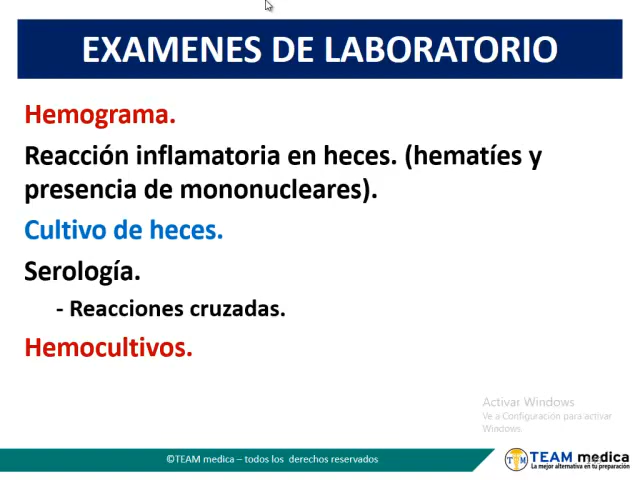 EXAMENES DE LABORATORIO
Hemograma.
Reacción inflamatoria en heces. (hematíes y
presencia de mononucleares).
Cultivo de heces.
Serología.
- Reacciones cruzadas.
Hemocultivos.
Activar Windows
Ve a Configuración para activar
Windows.
©TEAM medica – todos los derechos reservados
TEAM medica
La mejor alternativa en tu preparación